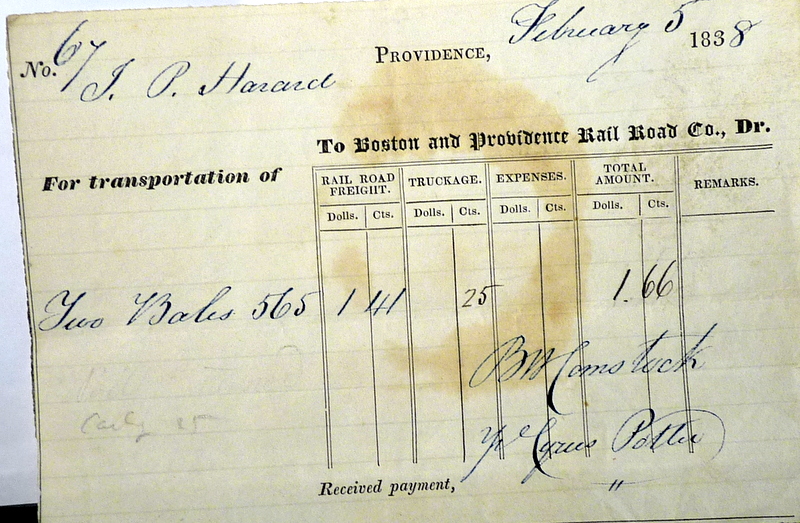 No. 67
PROVIDENCE, February 5 1838
I. P. Hazard
To Boston and Providence Rail Road Co., Dr.
For transportation of
RAIL ROAD FREIGHT. TRUCKAGE. EXPENSES. TOTAL AMOUNT. REMARKS.
Dolls. Cts. Dolls. Cts. Dolls. Cts. Dolls. Cts.
Two Bales 565 1 41 25 1.66
BW Comstock
Cyrus Potter
Received payment, "